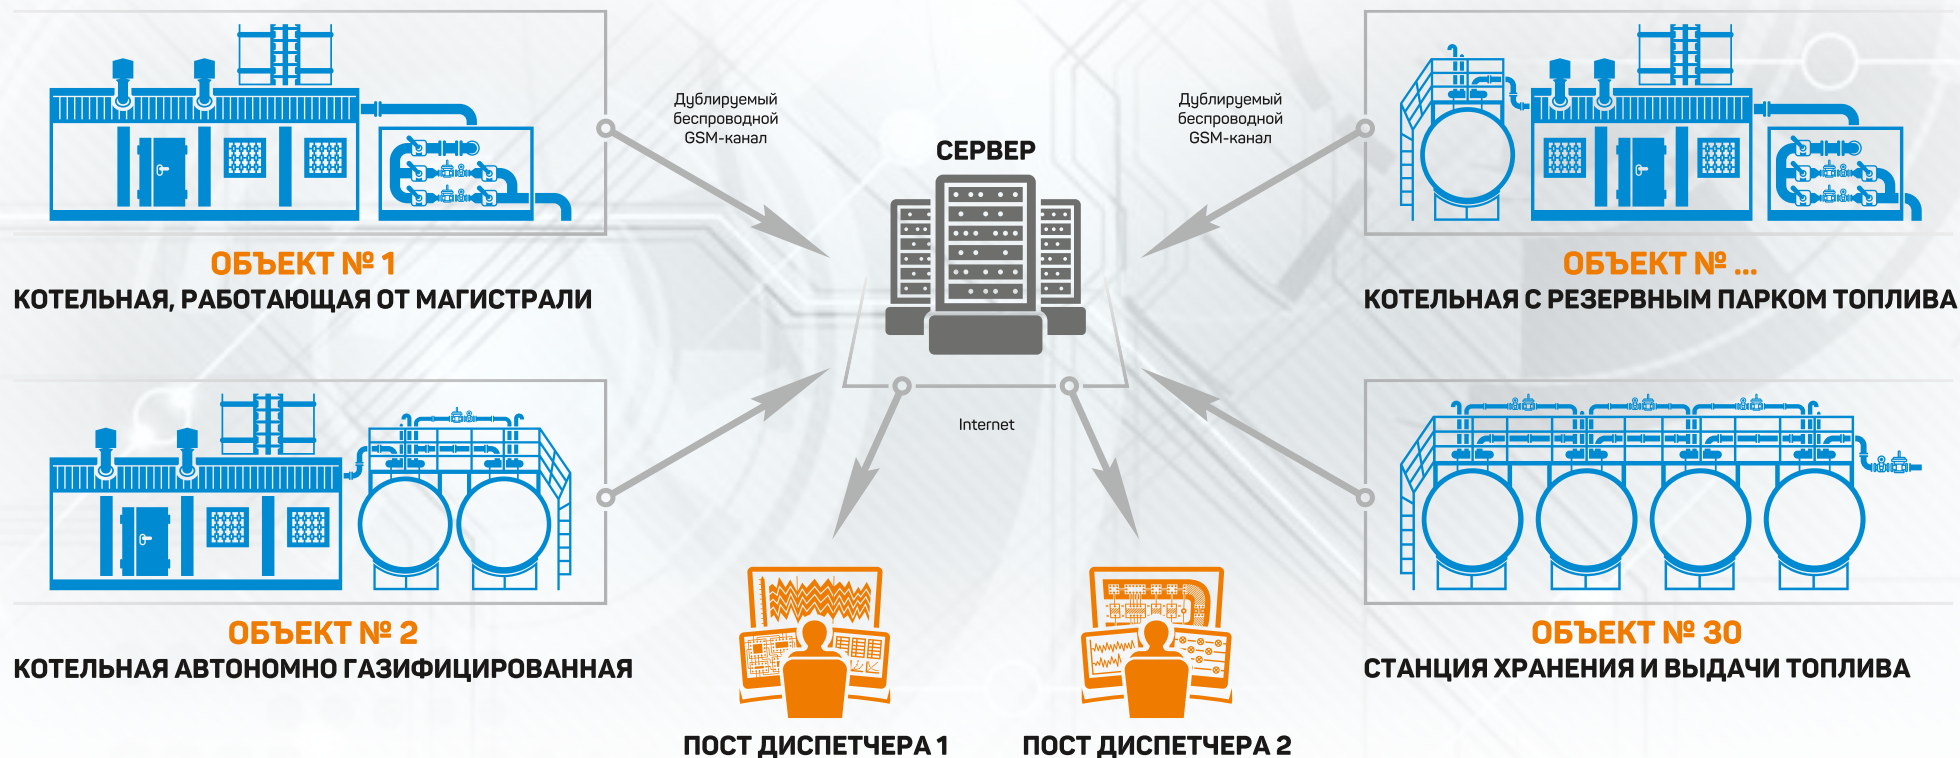 Дублируемый
беспроводной
GSM-канал
Дублируемый
беспроводной
GSM-канал
СЕРВЕР
ОБЪЕКТ № 1
КОТЕЛЬНАЯ, РАБОТАЮЩАЯ ОТ МАГИСТРАЛИ
ОБЪЕКТ № ...
КОТЕЛЬНАЯ С РЕЗЕРВНЫМ ПАРКОМ ТОПЛИВА
Internet
ОБЪЕКТ № 2
КОТЕЛЬНАЯ АВТОНОМНО ГАЗИФИЦИРОВАННАЯ
ОБЪЕКТ № 30
СТАНЦИЯ ХРАНЕНИЯ И ВЫДАЧИ ТОПЛИВА
ПОСТ ДИСПЕТЧЕРА 1
ПОСТ ДИСПЕТЧЕРА 2